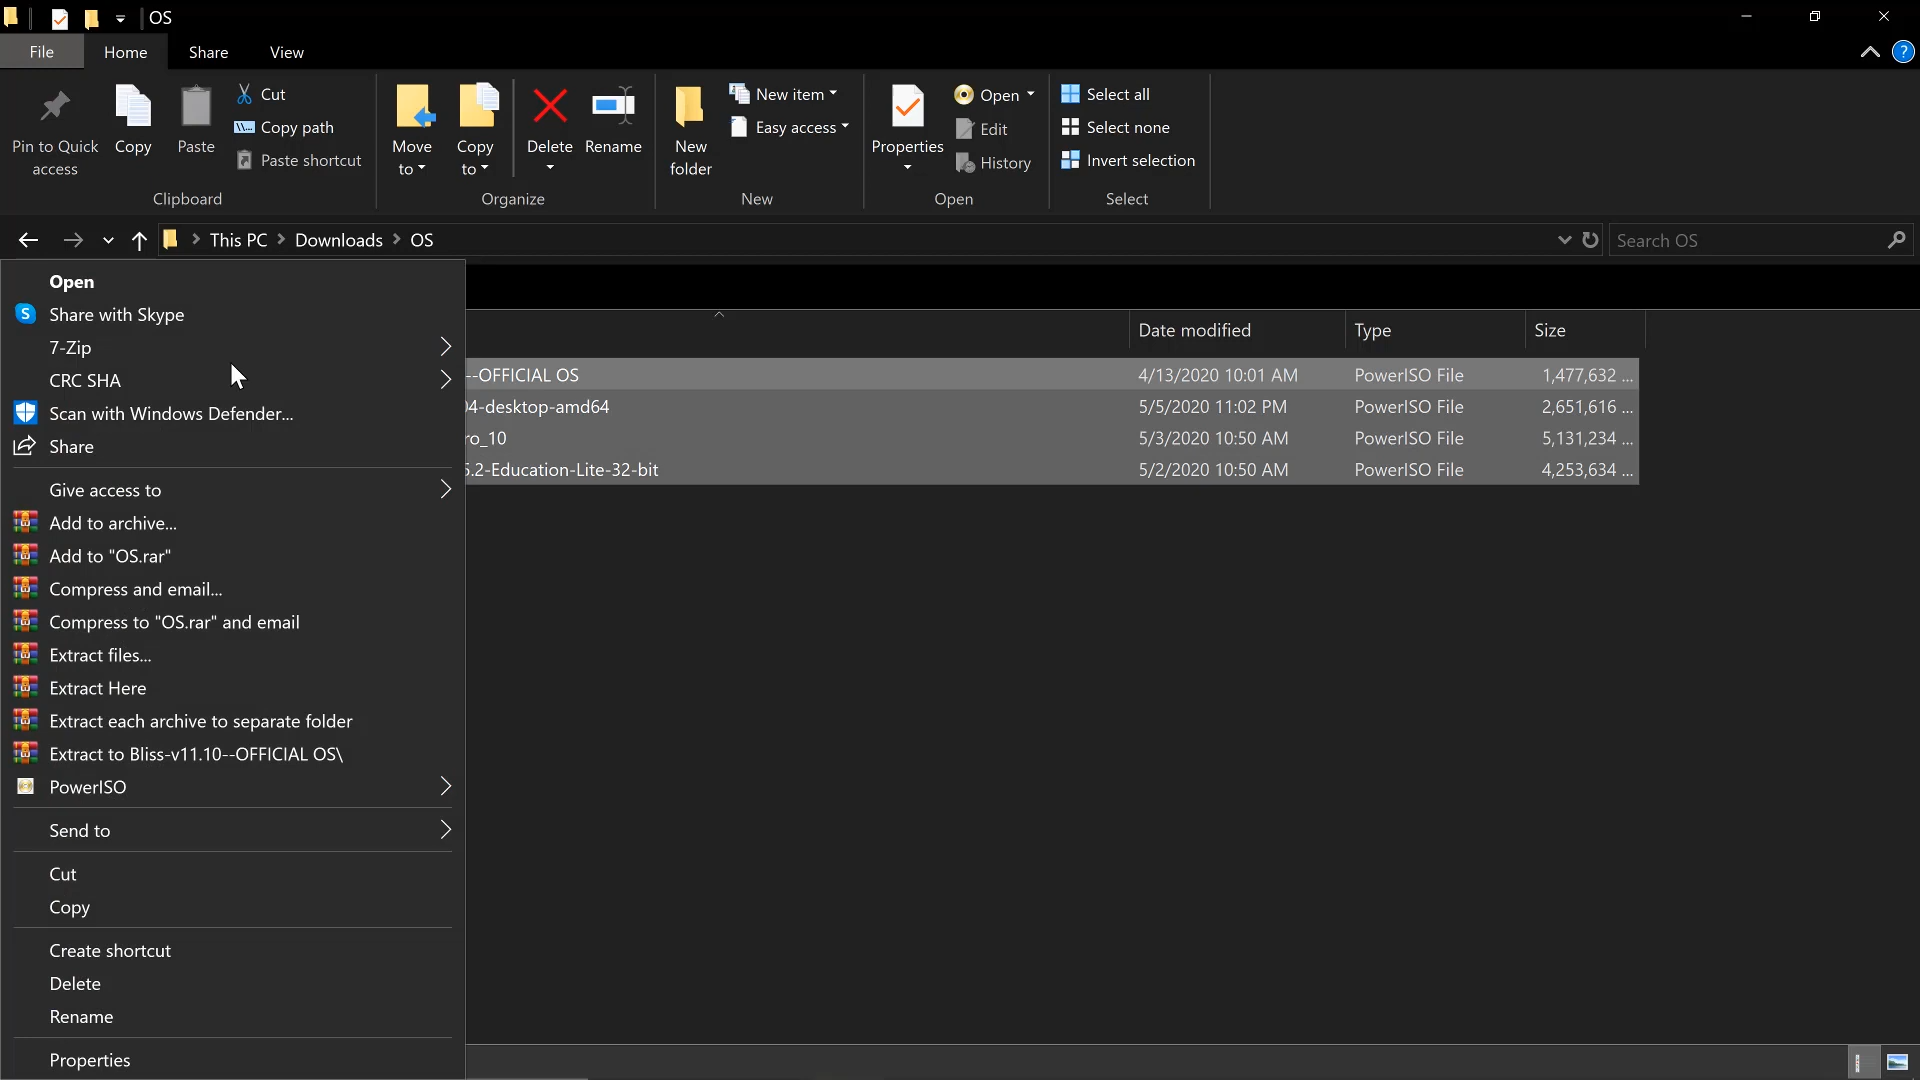 OS
File Home Share View
Pin to Quick access
Copy
Paste
Cut
Copy path
Paste shortcut
Clipboard
Move to
Copy to
Delete
Rename
Organize
New folder
New item
Easy access
New
Properties
Open
Edit
History
Open
Select all
Select none
Invert selection
Select
This PC > Downloads > OS
Search OS
Open
Share with Skype
7-Zip
CRC SHA
Scan with Windows Defender...
Share
Give access to
Add to archive...
Add to "OS.rar"
Compress and email...
Compress to "OS.rar" and email
Extract files...
Extract Here
Extract each archive to separate folder
Extract to Bliss-v11.10--OFFICIAL OS\
PowerISO
Send to
Cut
Copy
Create shortcut
Delete
Rename
Properties
Date modified Type Size
--OFFICIAL OS 4/13/2020 10:01 AM PowerISO File 1,477,632 ...
04-desktop-amd64 5/5/2020 11:02 PM PowerISO File 2,651,616 ...
ro_10 5/3/2020 10:50 AM PowerISO File 5,131,234 ...
5.2-Education-Lite-32-bit 5/2/2020 10:50 AM PowerISO File 4,253,634 ...